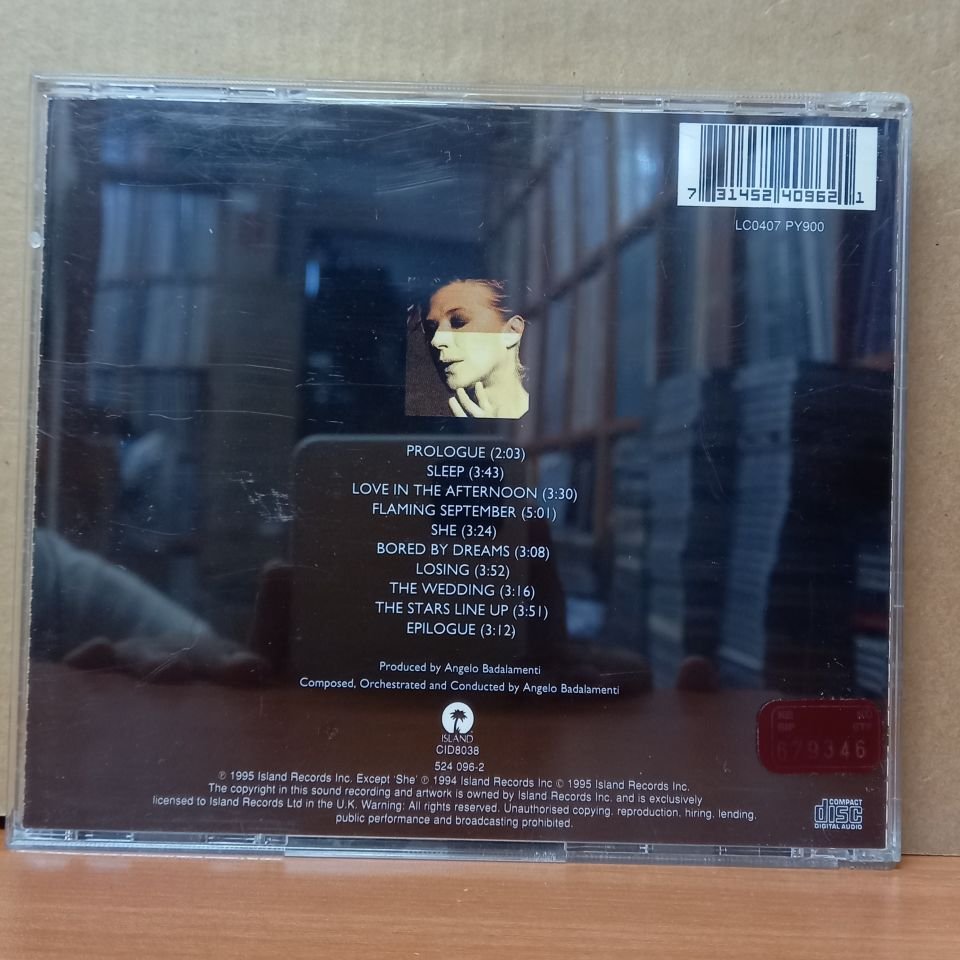 7 31452 40962 1
LC0407 PY900
PROLOGUE (2:03)
SLEEP (3:43)
LOVE IN THE AFTERNOON (3:30)
FLAMING SEPTEMBER (5:01)
SHE (3:24)
BORED BY DREAMS (3:08)
LOSING (3:52)
THE WEDDING (3:16)
THE STARS LINE UP (3:51)
EPILOGUE (3:12)
Produced by Angelo Badalamenti
Composed, Orchestrated and Conducted by Angelo Badalamenti
ISLAND
CID8038
524 096-2
℗ 1995 Island Records Inc. Except 'She' ℗ 1994 Island Records Inc © 1995 Island Records Inc.
The copyright in this sound recording and artwork is owned by Island Records Inc. and is exclusively
licensed to Island Records Ltd in the U.K. Warning: All rights reserved. Unauthorised copying, reproduction, hiring, lending,
public performance and broadcasting prohibited.
679346
COMPACT
disc
DIGITAL AUDIO